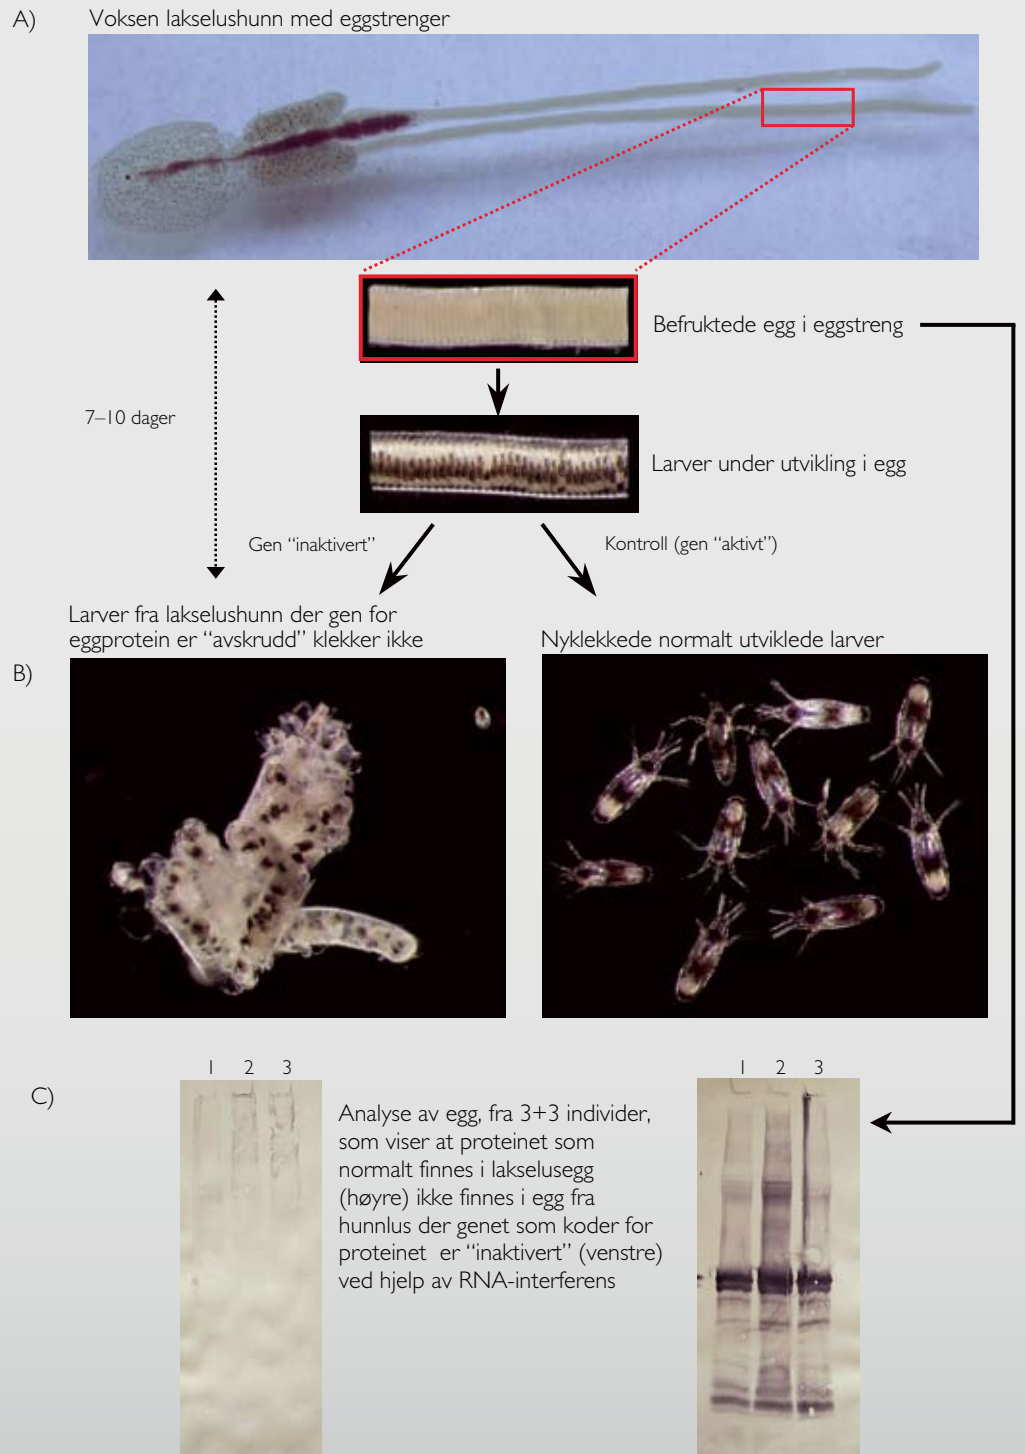 A)
Voksen lakselushunn med eggstrenger
Befruktede egg i eggstreng
7–10 dager
Larver under utvikling i egg
Gen “inaktivert”
Kontroll (gen “aktivt”)
Larver fra lakselushunn der gen for
eggprotein er “avskrudd” klekker ikke
Nyklekkede normalt utviklede larver
B)
1 2 3
1 2 3
C)
Analyse av egg, fra 3+3 individer,
som viser at proteinet som
normalt finnes i lakselusegg
(høyre) ikke finnes i egg fra
hunnlus der genet som koder for
proteinet er “inaktivert” (venstre)
ved hjelp av RNA-interferens